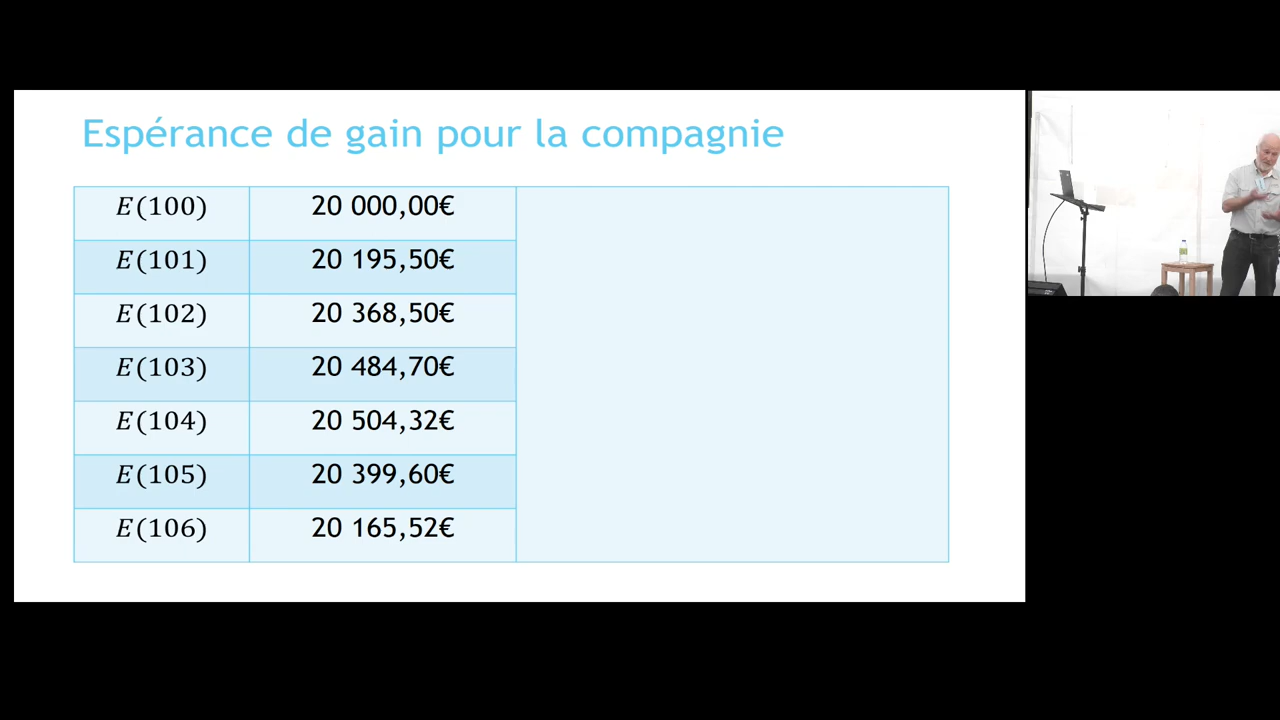 Espérance de gain pour la compagnie
E(100) 20 000,00€
E(101) 20 195,50€
E(102) 20 368,50€
E(103) 20 484,70€
E(104) 20 504,32€
E(105) 20 399,60€
E(106) 20 165,52€